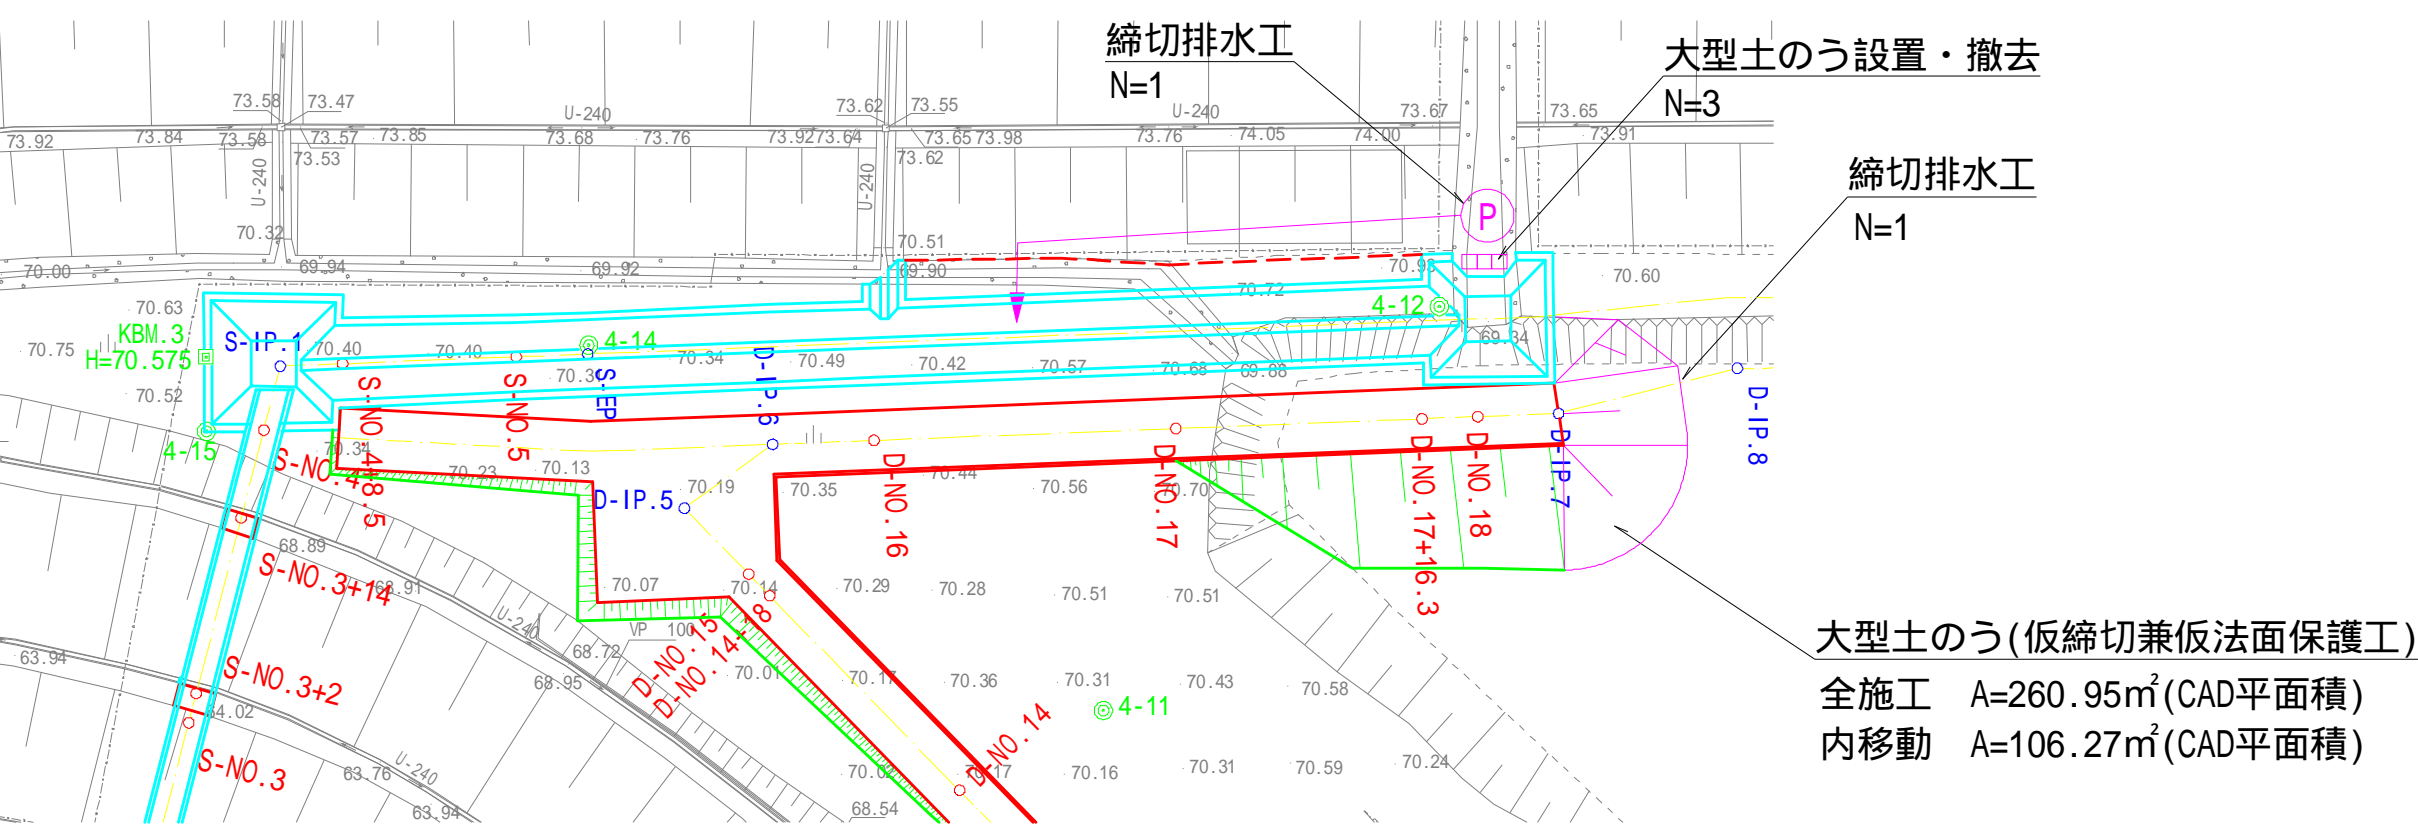 締切排水工
N=1
大型土のう設置・撤去
N=3
締切排水工
N=1
73.58
73.47
U-240
73.62
73.55
U-240
73.67
73.65
73.92
73.84
73.58
73.57
73.85
73.68
73.76
73.92
73.64
73.65
73.98
73.76
74.05
74.00
73.91
73.53
73.62
U-240
U-240
P
70.32
70.51
70.00
69.94
69.92
69.90
70.98
70.60
70.72
70.63
KBM.3
H=70.575
S-IP.1
4-14
4-12
70.75
70.40
70.40
70.34
70.49
70.42
70.57
70.68
69.88
69.34
70.52
S-EP
D-IP.6
S-NO.5
S-NO.4+8.5
D-IP.8
4-15
70.34
S-NO.4
70.23
70.13
D-IP.5
70.19
70.35
D-NO.16
70.44
70.56
D-NO.17
70.70
D-NO.17+16.3
D-NO.18
D-IP.7
68.89
S-NO.3+14
68.91
70.07
70.14
70.29
70.28
70.51
70.51
U-240
VP 100
68.72
D-NO.15
D-NO.14+18
63.94
S-NO.3+2
68.95
70.01
70.17
70.36
70.31
70.43
70.58
64.02
4-11
D-NO.14
S-NO.3
63.76
U-240
70.02
70.17
70.16
70.31
70.59
70.24
63.94
68.54
大型土のう(仮締切兼仮法面保護工)
全施工 A=260.95㎡(CAD平面積)
内移動 A=106.27㎡(CAD平面積)